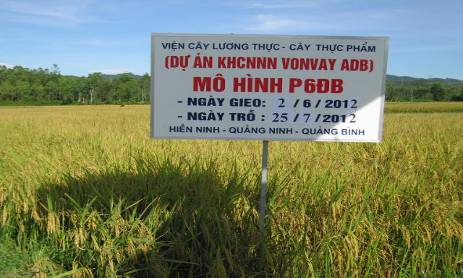 VIỆN CÂY LƯƠNG THỰC - CÂY THỰC PHẨM
(DỰ ÁN KHCNNN VONVAY ADB)
MÔ HÌNH P6ĐB
- NGÀY GIEO: 2/6/2012
- NGÀY TRỔ: 25/7/2012
HIỀN NINH - QUẢNG NINH - QUẢNG BÌNH